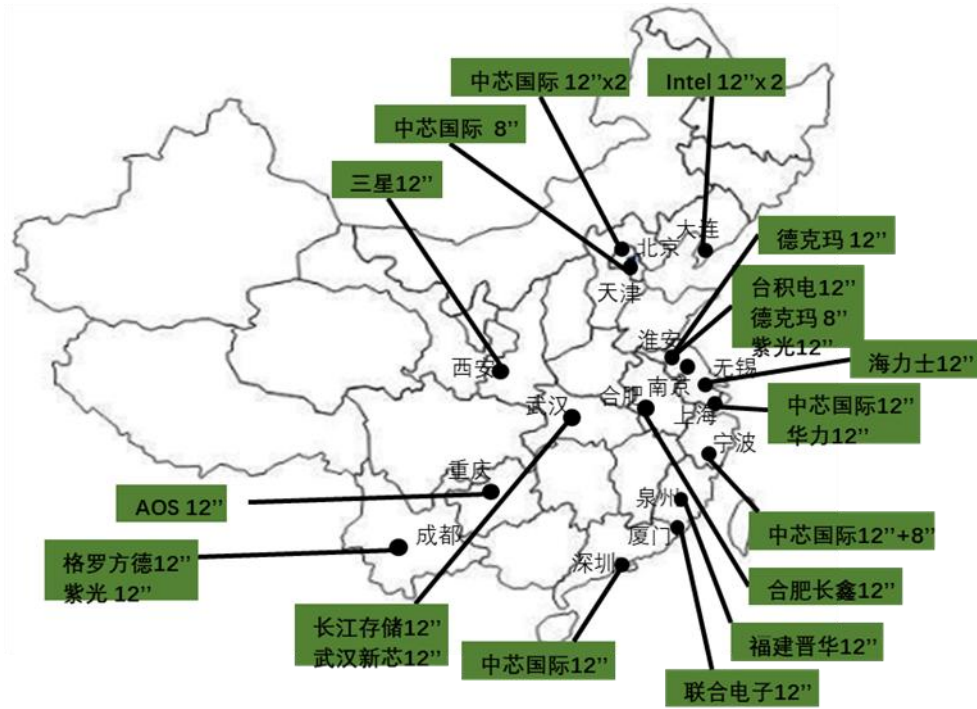 中芯国际 12’’x2
Intel 12’’x 2
中芯国际 8’’
三星12’’
大连
北京
德克玛 12’’
天津
台积电12’’
德克玛 8’’
紫光12’’
淮安
西安
无锡
海力士12’’
南京
合肥
武汉
上海
中芯国际12’’
华力12’’
宁波
重庆
泉州
AOS 12’’
成都
厦门
中芯国际12’’+8’’
格罗方德12’’
紫光 12’’
深圳
合肥长鑫12’’
长江存储12’’
武汉新芯12’’
中芯国际12’’
福建晋华12’’
联合电子12’’